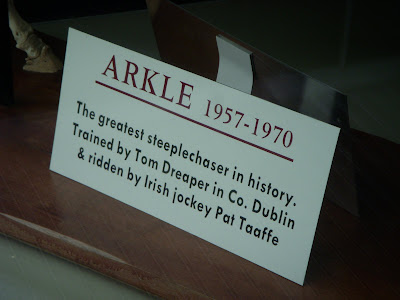 ARKLE 1957-1970
The greatest steeplechaser in history.
Trained by Tom Dreaper in Co. Dublin
& ridden by Irish jockey Pat Taaffe